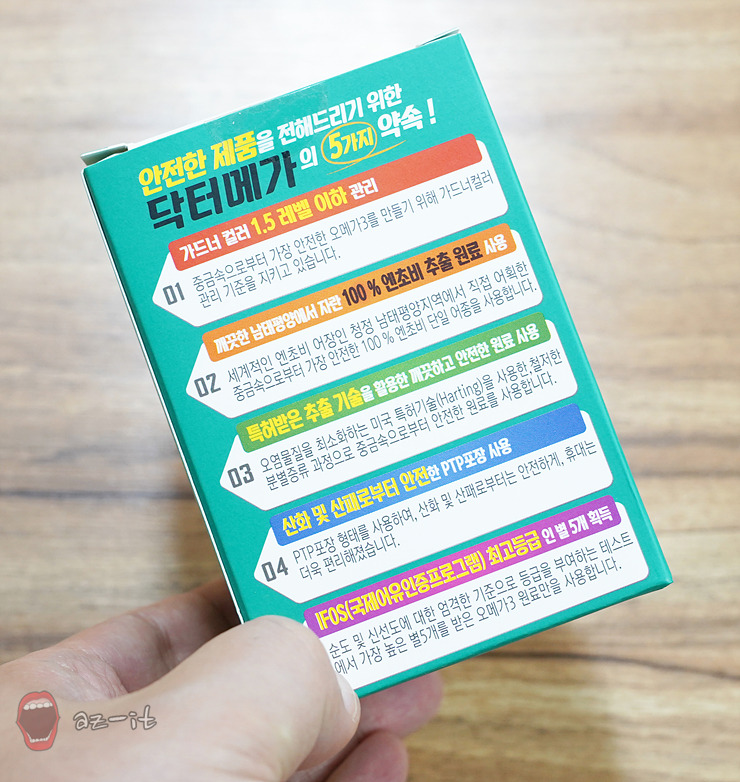 안전한 제품을 전해드리기 위한
닥터메가의 5가지 약속!
가드너 컬러 1.5 레벨 이하 관리
01
중금속으로부터 가장 안전한 오메가3를 만들기 위해 가드너컬러
관리 기준을 지키고 있습니다.
깨끗한 남태평양에서 자란 100 % 엔초비 추출 원료 사용
02
세계적인 엔초비 어장인 청정 남태평양지역에서 직접 어획한
중금속으로부터 가장 안전한 100 % 엔초비 단일 어종을 사용합니다.
특허받은 추출 기술을 활용한 깨끗하고 안전한 원료 사용
03
오염물질을 최소화하는 미국 특허기술(Harting)을 사용한, 철저한
분별증류 과정으로 중금속으로부터 안전한 원료를 사용합니다.
산화 및 산패로부터 안전한 PTP포장 사용
04
PTP포장 형태를 사용하여, 산화 및 산패로부터는 안전하게, 휴대는
더욱 편리해졌습니다.
IFOS(국제어유인증프로그램) 최고등급 인 별 5개 획득
순도 및 신선도에 대한 엄격한 기준으로 등급을 부여하는 테스트
에서 가장 높은 별5개를 받은 오메가3 원료만을 사용합니다.
az-it